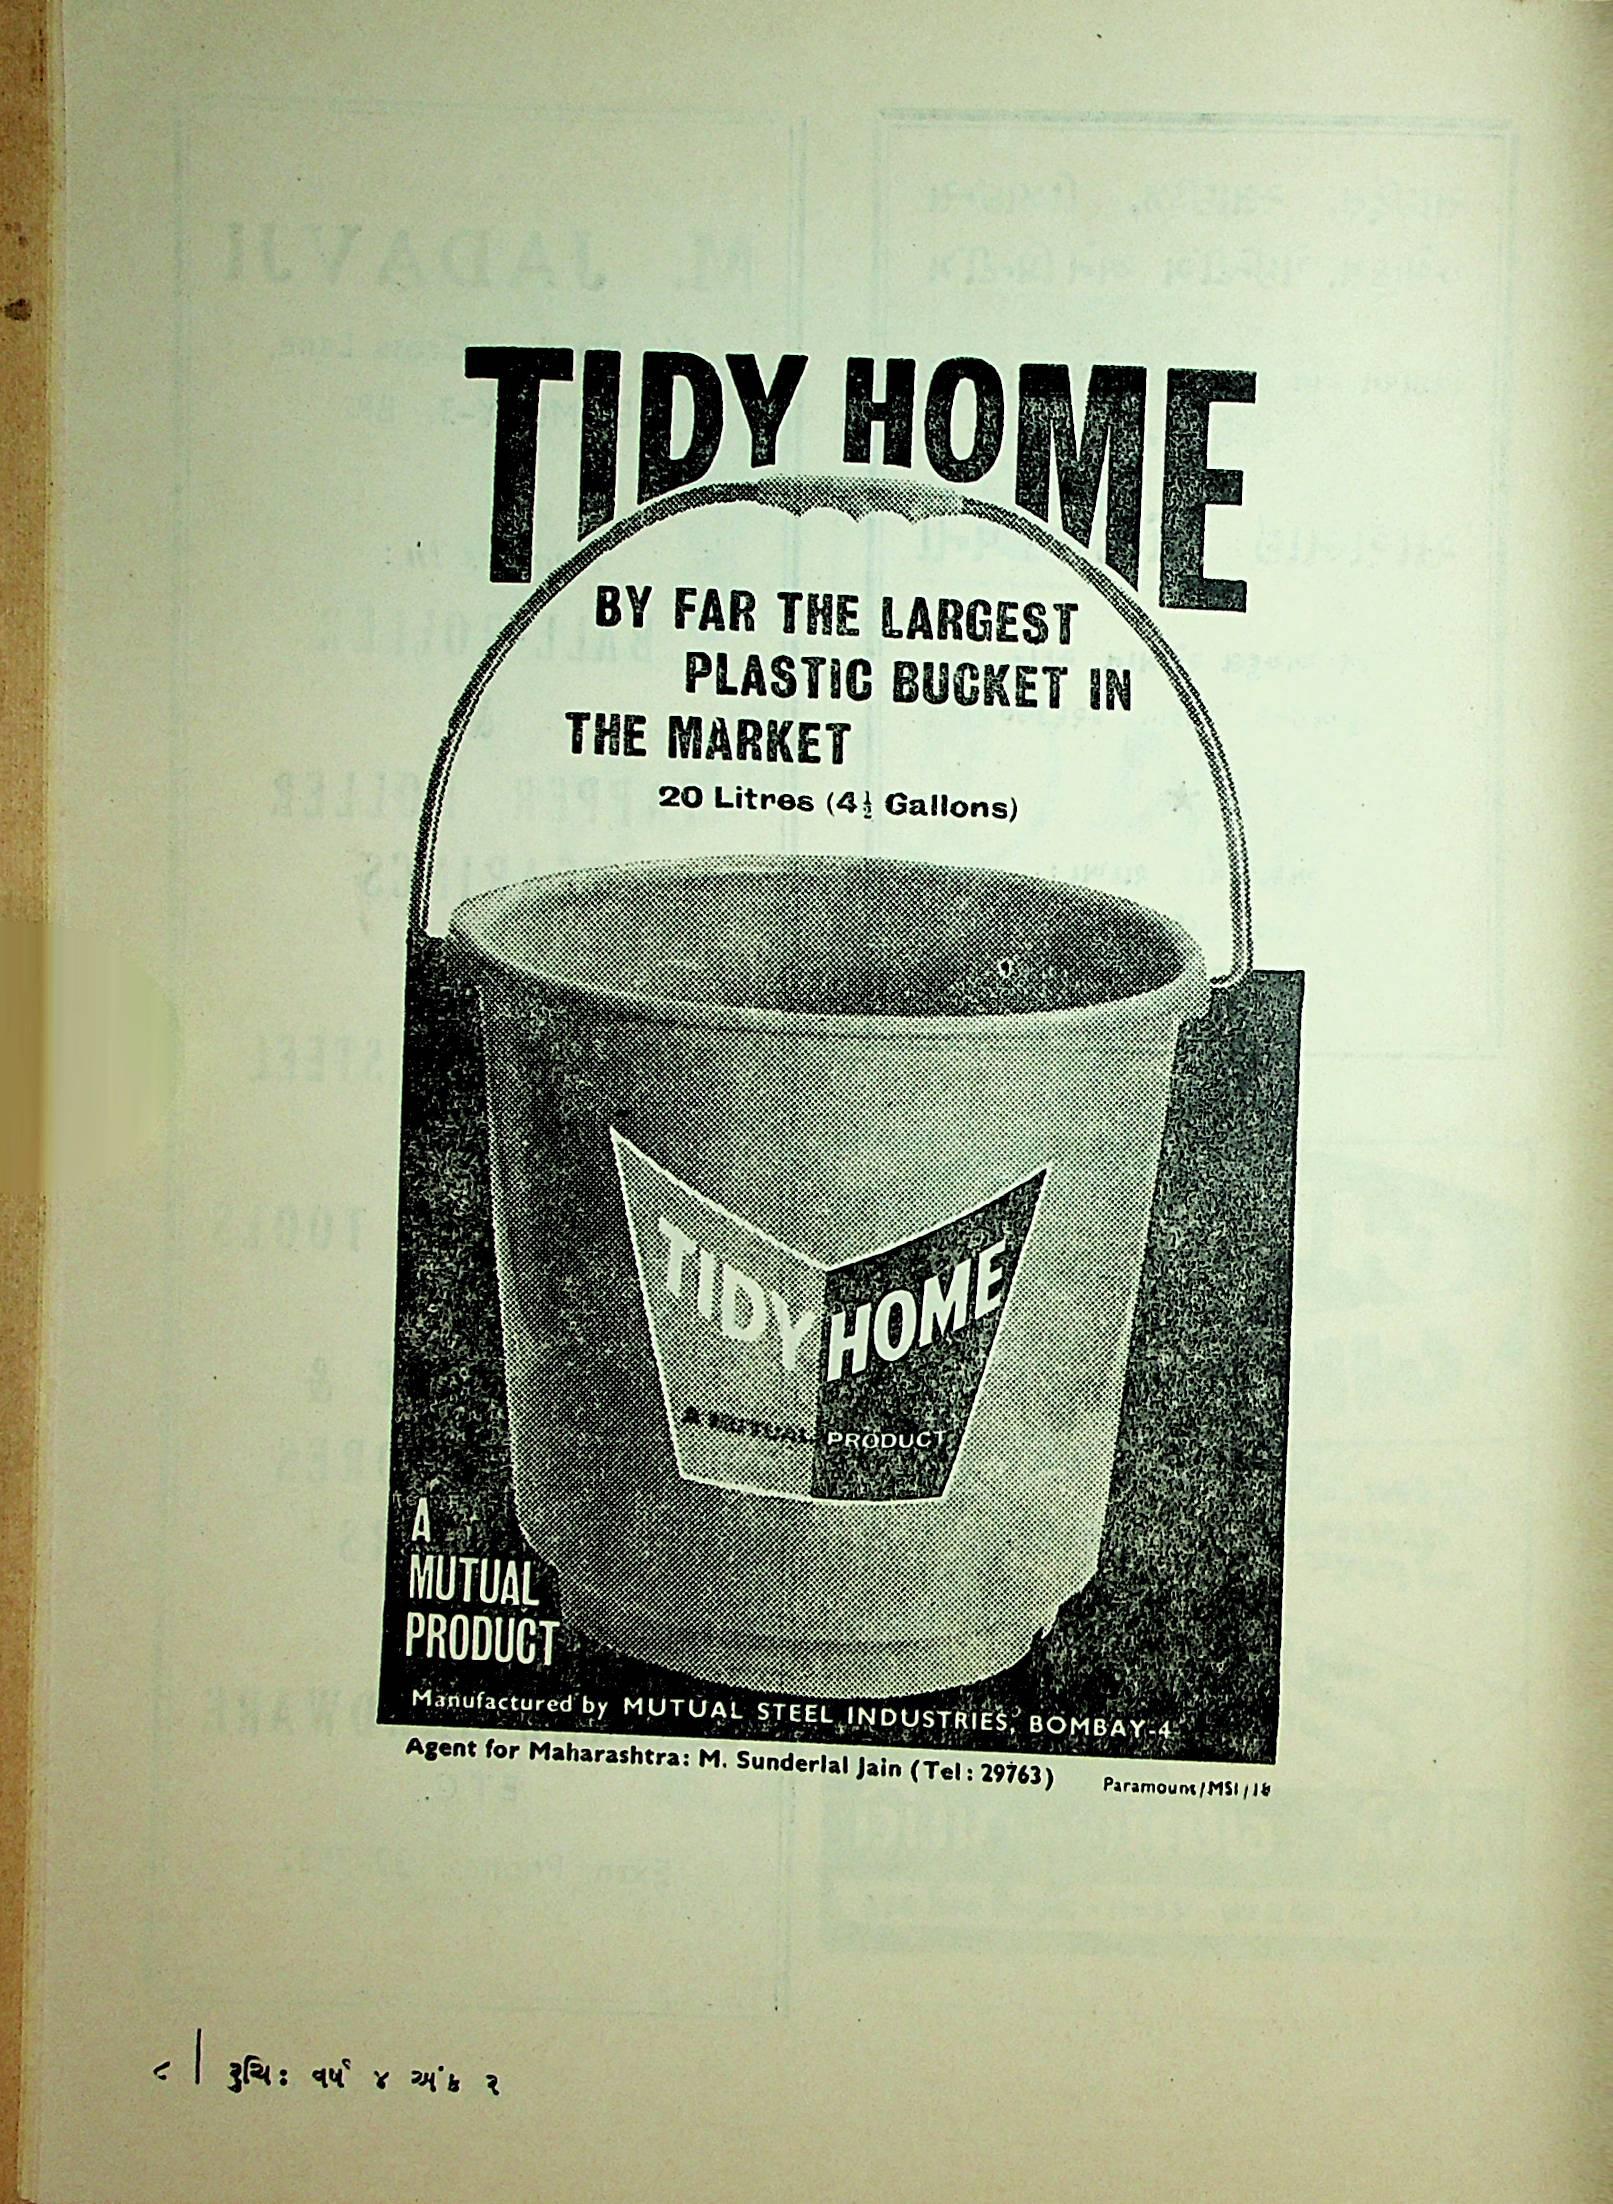 TIDY HOME
BY FAR THE LARGEST
PLASTIC BUCKET IN
THE MARKET
20 Litres (4½ Gallons)
TIDY HOME
A MUTUAL PRODUCT
A
MUTUAL
PRODUCT
Manufactured by MUTUAL STEEL INDUSTRIES, BOMBAY-4
Agent for Maharashtra: M. Sunderlal Jain (Tel: 29763)
Paramount/MSI/18
૮ | રુચિ: વર્ષ ૪ અંક ૨